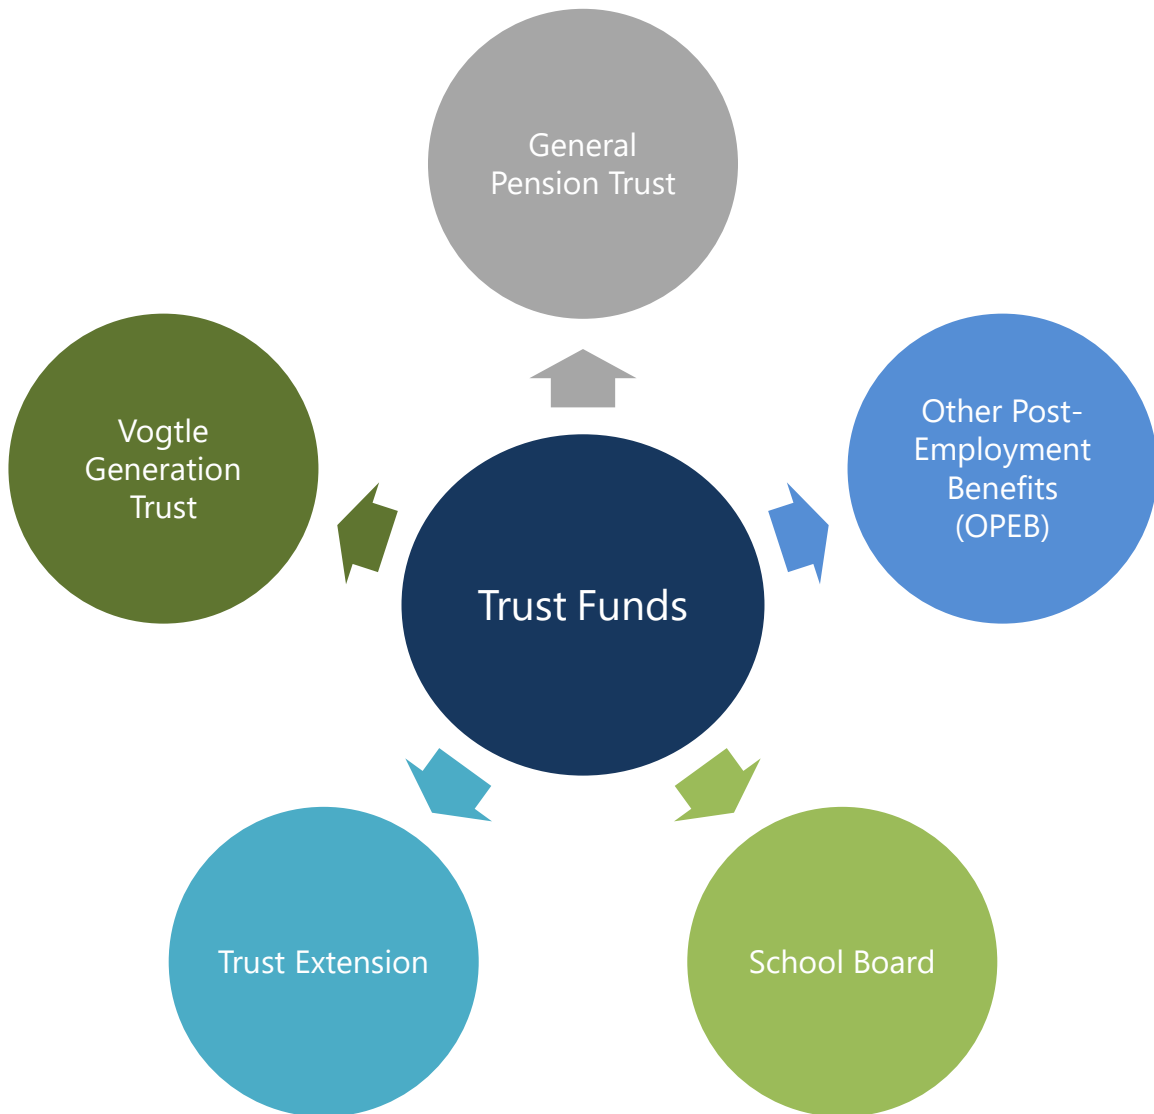 General
Pension Trust
Other Post-
Employment
Benefits
(OPEB)
Vogtle
Generation
Trust
Trust Funds
Trust Extension
School Board